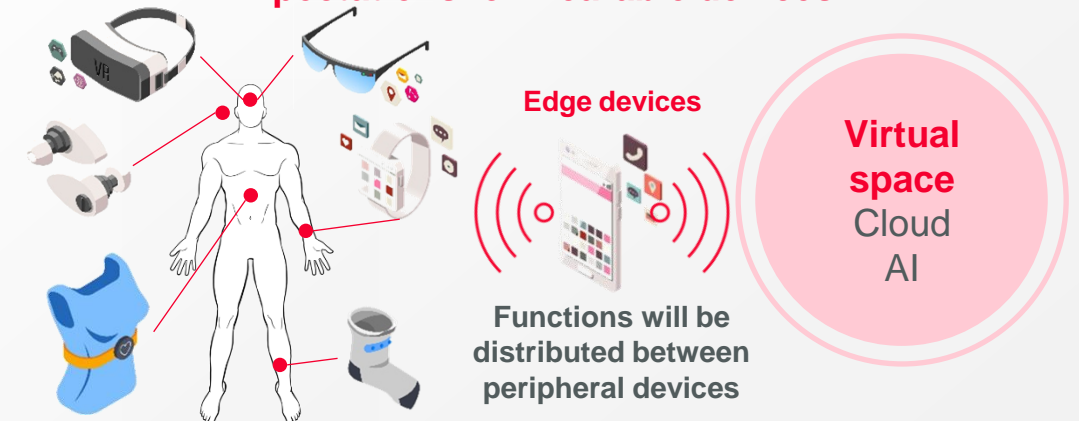 VR
Edge devices
Virtual
space
Cloud
AI
Functions will be
distributed between
peripheral devices